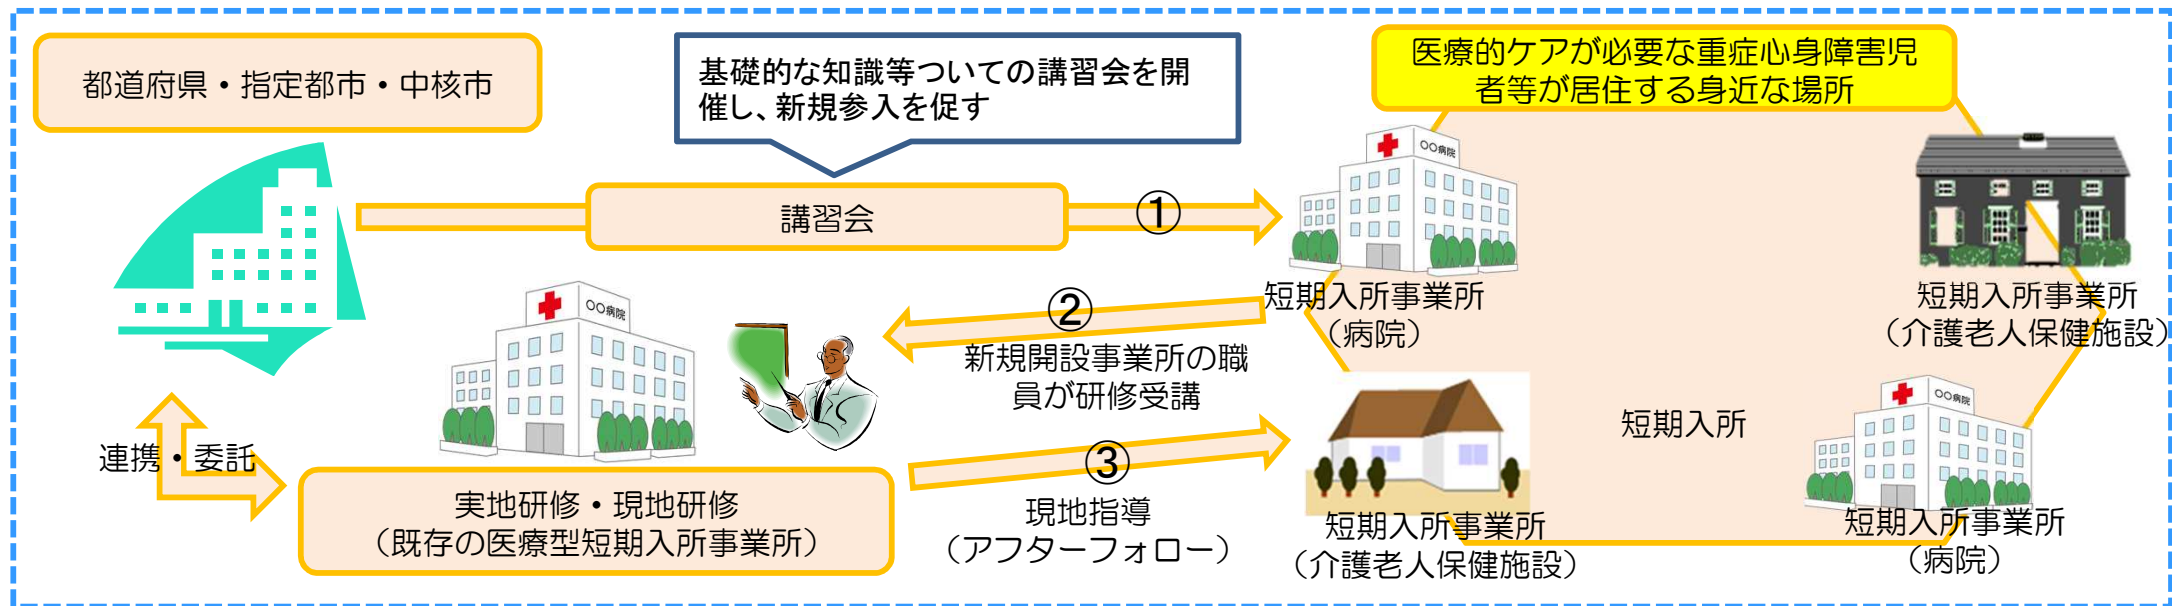 都道府県・指定都市・中核市
基礎的な知識等ついての講習会を開
催し、新規参入を促す
医療的ケアが必要な重症心身障害児
者等が居住する身近な場所
講習会
①
〇〇病院
短期入所事業所
（病院）
短期入所事業所
（介護老人保健施設）
②
新規開設事業所の職
員が研修受講
〇〇病院
連携・委託
実地研修・現地研修
（既存の医療型短期入所事業所）
③
現地指導
（アフターフォロー）
短期入所
短期入所事業所
（介護老人保健施設）
〇〇病院
短期入所事業所
（病院）